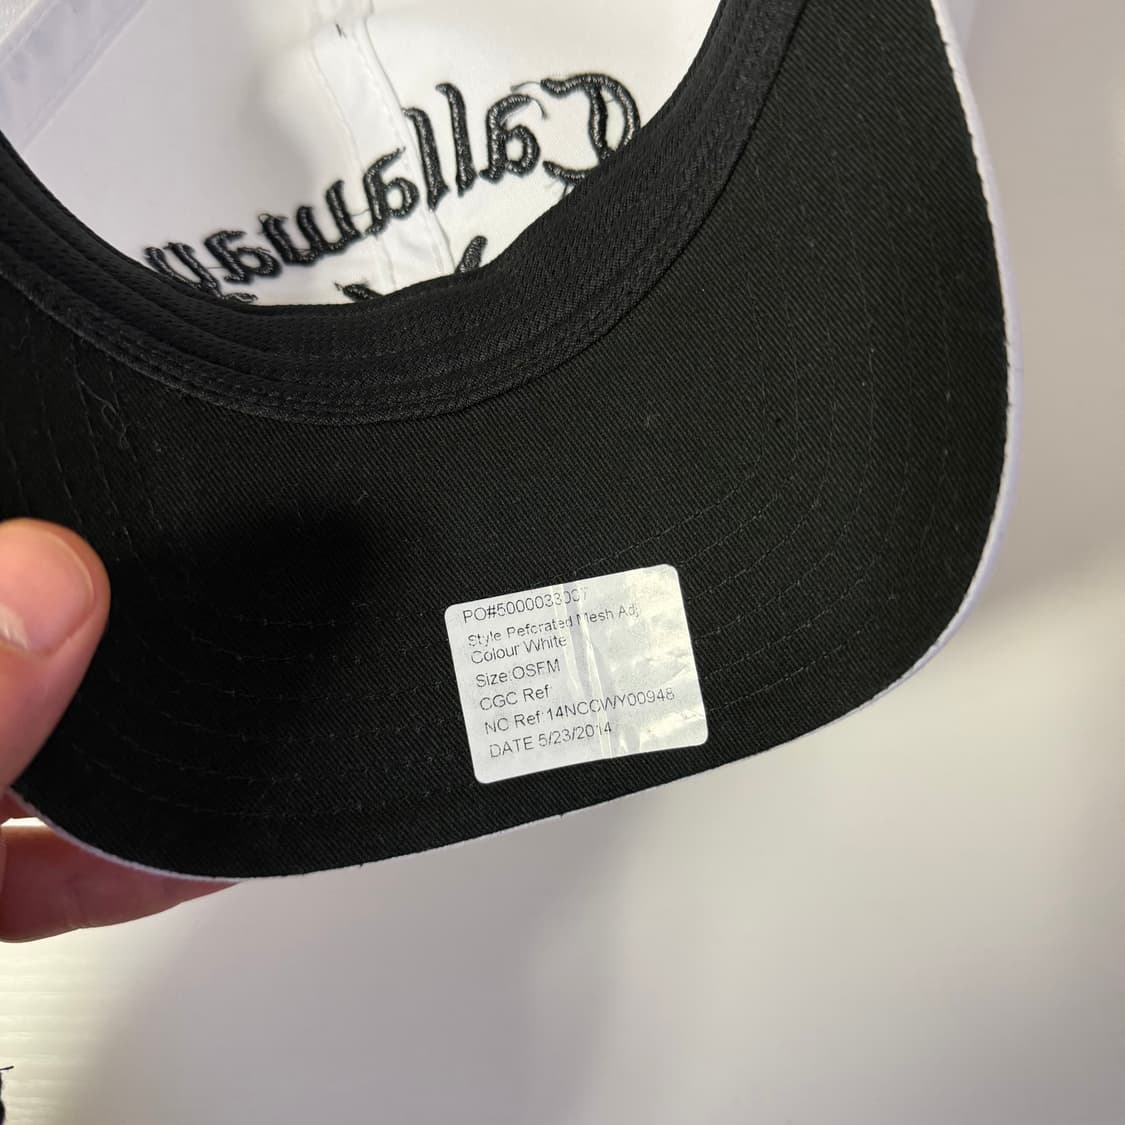 Callaway
PO#5000033007
Style Pefcrated Mesh Adj
Colour White
Size:OSFM
CGC Ref:
NC Ref:14NCCWY00948
DATE 5/23/2014